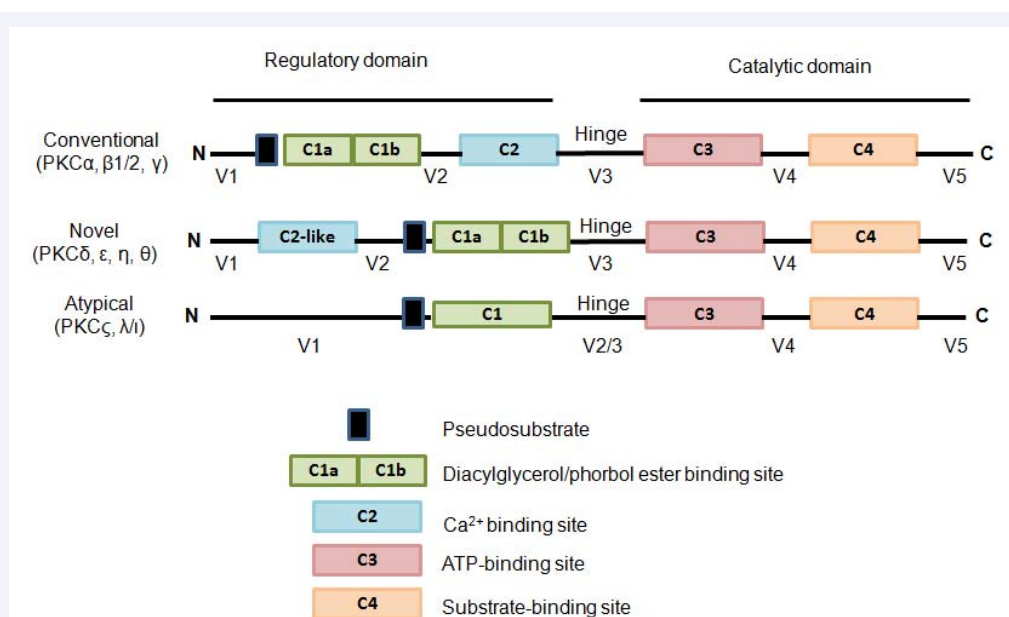 Regulatory domain
Catalytic domain
Conventional
(PKCα, β1/2, γ)
N
C1a
C1b
C2
Hinge
C3
C4
C
V1
V2
V3
V4
V5
Novel
(PKCδ, ε, η, θ)
N
C2-like
C1a
C1b
Hinge
C3
C4
C
V1
V2
V3
V4
V5
Atypical
(PKCς, λ/ι)
N
C1
Hinge
C3
C4
C
V1
V2/3
V4
V5
Pseudosubstrate
C1a C1b Diacylglycerol/phorbol ester binding site
C2 Ca²⁺ binding site
C3 ATP-binding site
C4 Substrate-binding site